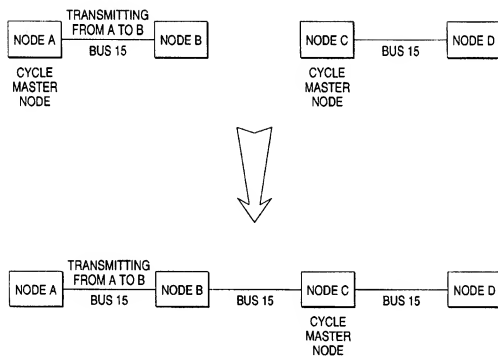 TRANSMITTING
FROM A TO B
NODE A
NODE B
NODE C
NODE D
BUS 15
BUS 15
CYCLE
MASTER
NODE
CYCLE
MASTER
NODE
TRANSMITTING
FROM A TO B
NODE A
NODE B
NODE C
NODE D
BUS 15
BUS 15
BUS 15
CYCLE
MASTER
NODE